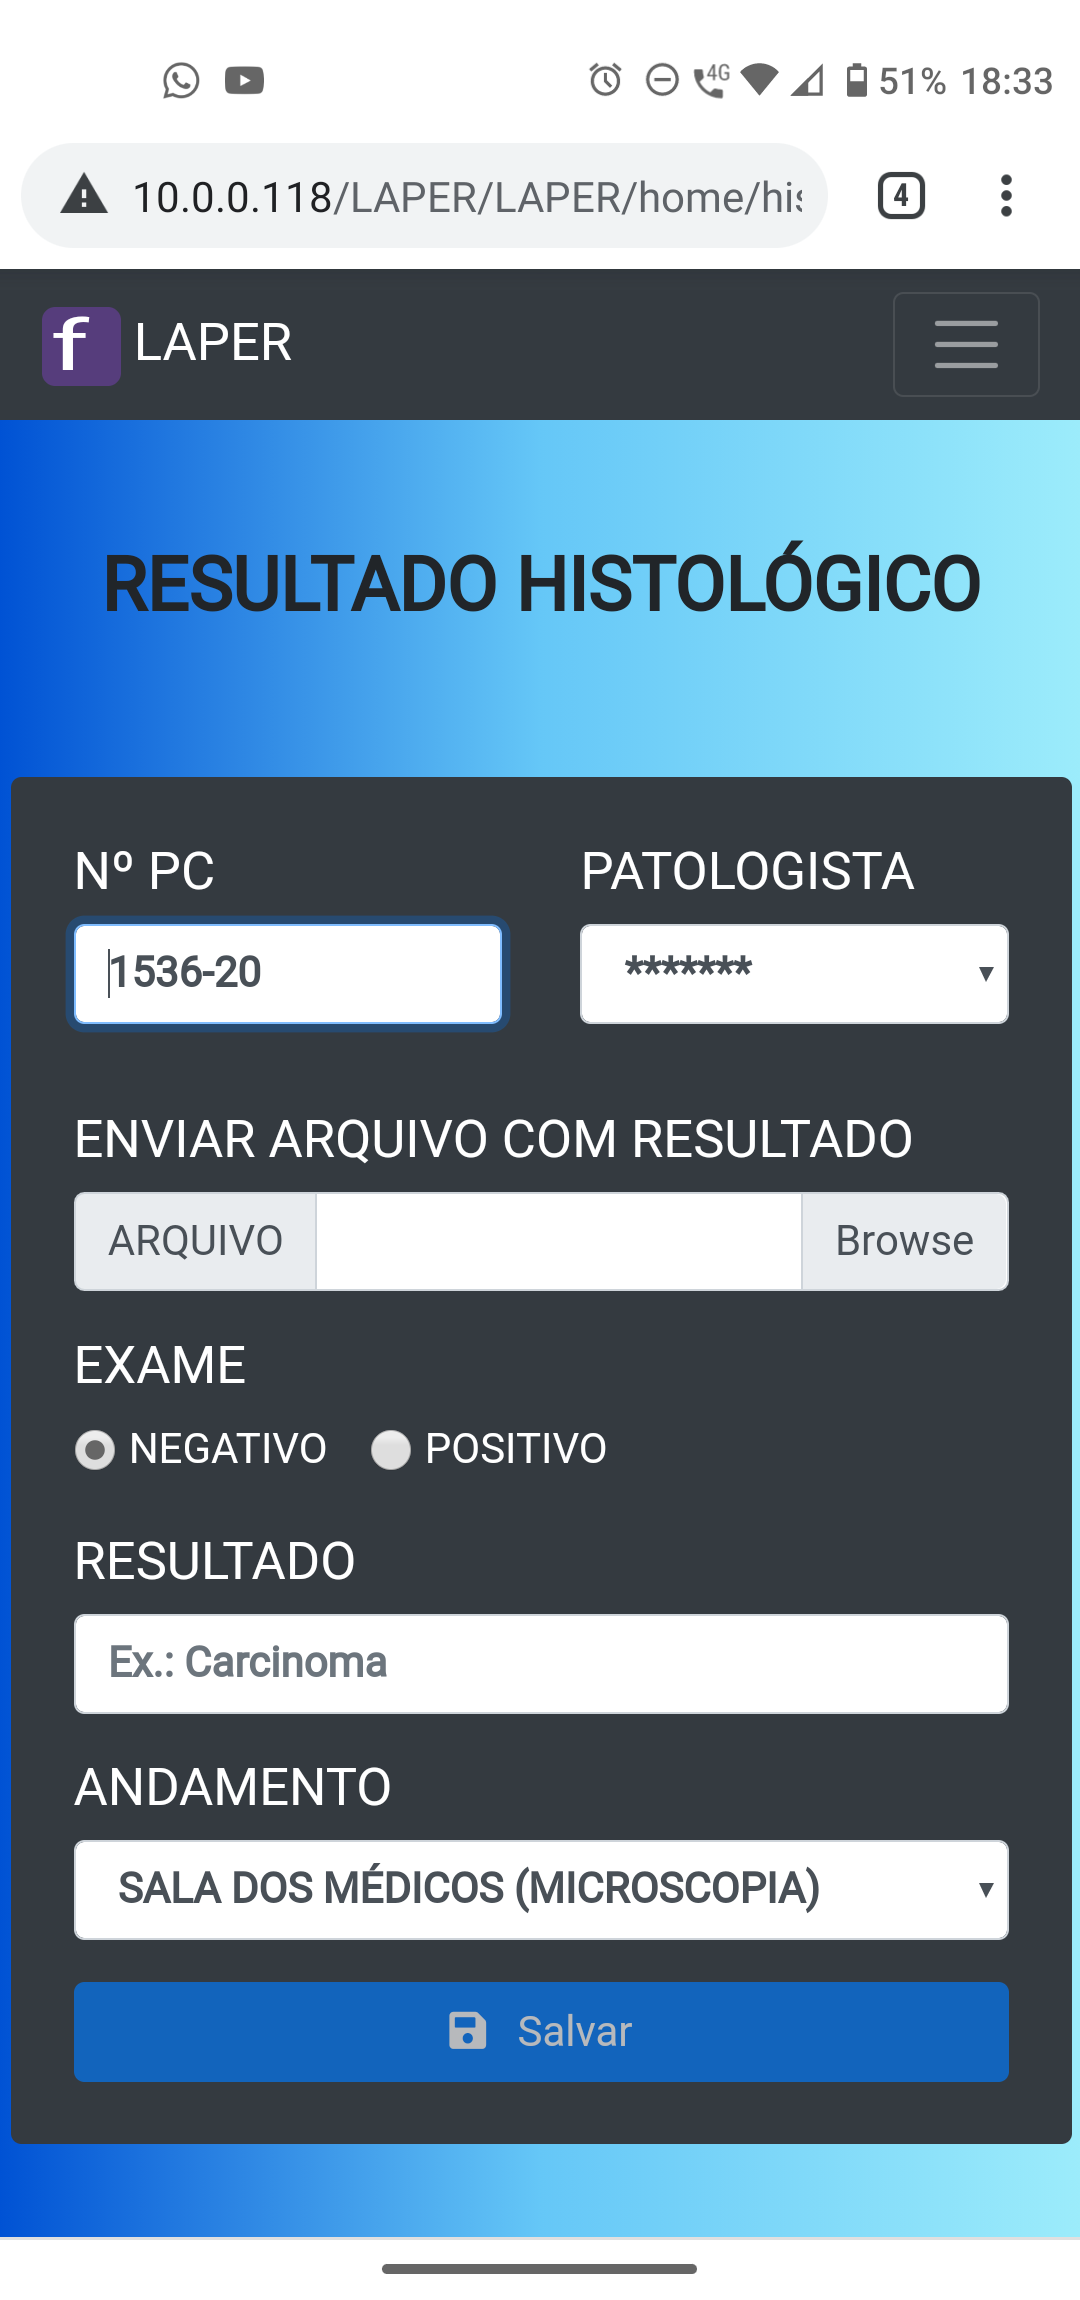 4G 51% 18:33
10.0.0.118/LAPER/LAPER/home/his
4
f LAPER
RESULTADO HISTOLÓGICO
Nº PC PATOLOGISTA
1536-20 *******
ENVIAR ARQUIVO COM RESULTADO
ARQUIVO Browse
EXAME
NEGATIVO POSITIVO
RESULTADO
Ex.: Carcinoma
ANDAMENTO
SALA DOS MÉDICOS (MICROSCOPIA)
Salvar